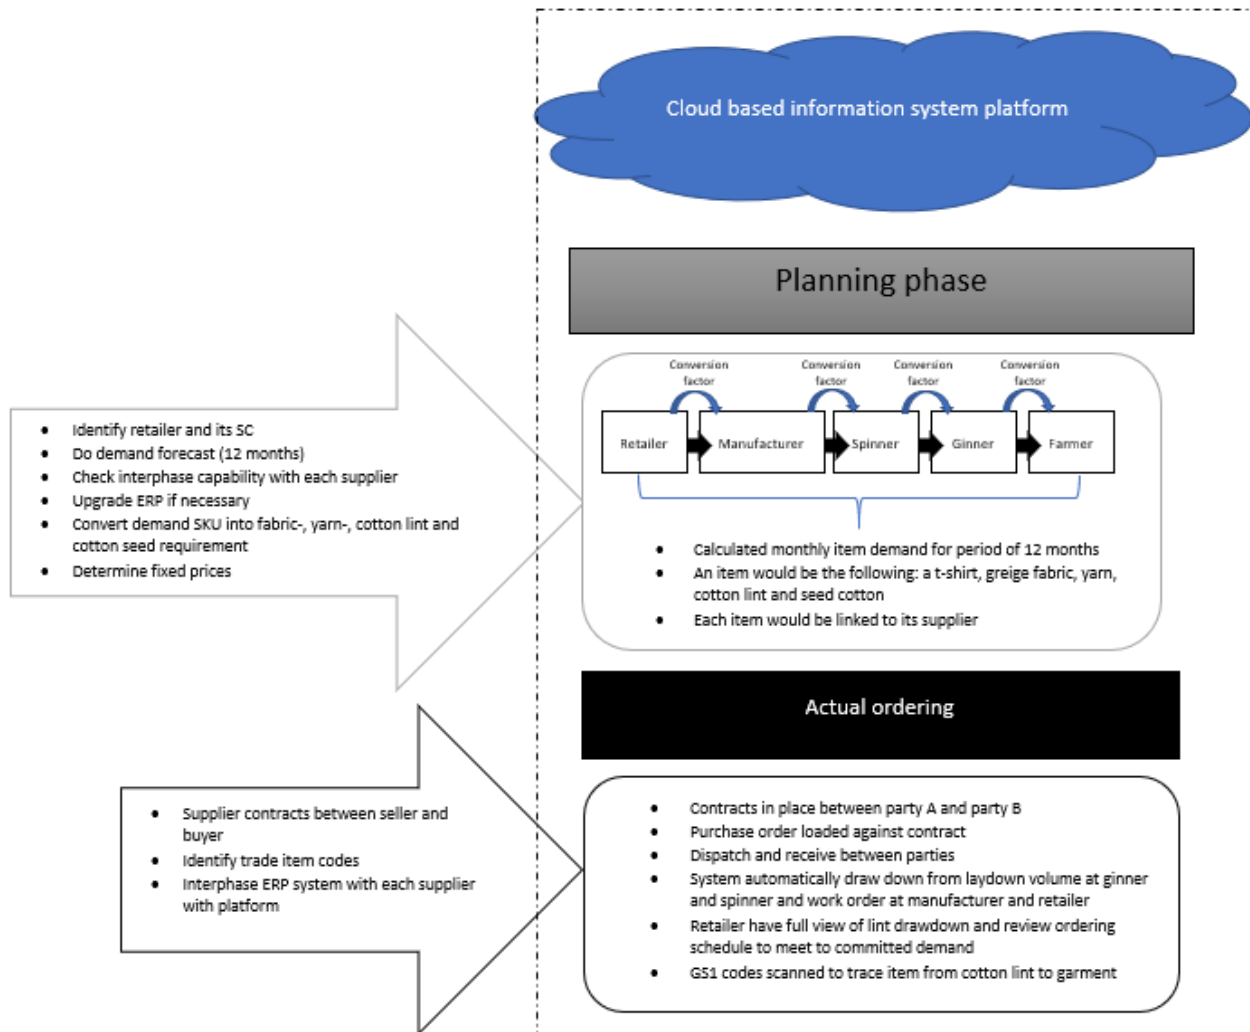 Cloud based information system platform
Planning phase
Conversion
factor
Conversion
factor
Conversion
factor
Conversion
factor
Retailer
Manufacturer
Spinner
Ginner
Farmer
• Identify retailer and its SC
• Do demand forecast (12 months)
• Check interphase capability with each supplier
• Upgrade ERP if necessary
• Convert demand SKU into fabric-, yarn-, cotton lint and
cotton seed requirement
• Determine fixed prices
• Calculated monthly item demand for period of 12 months
• An item would be the following: a t-shirt, greige fabric, yarn,
cotton lint and seed cotton
• Each item would be linked to its supplier
Actual ordering
• Supplier contracts between seller and
buyer
• Identify trade item codes
• Interphase ERP system with each supplier
with platform
• Contracts in place between party A and party B
• Purchase order loaded against contract
• Dispatch and receive between parties
• System automatically draw down from laydown volume at ginner
and spinner and work order at manufacturer and retailer
• Retailer have full view of lint drawdown and review ordering
schedule to meet to committed demand
• GS1 codes scanned to trace item from cotton lint to garment